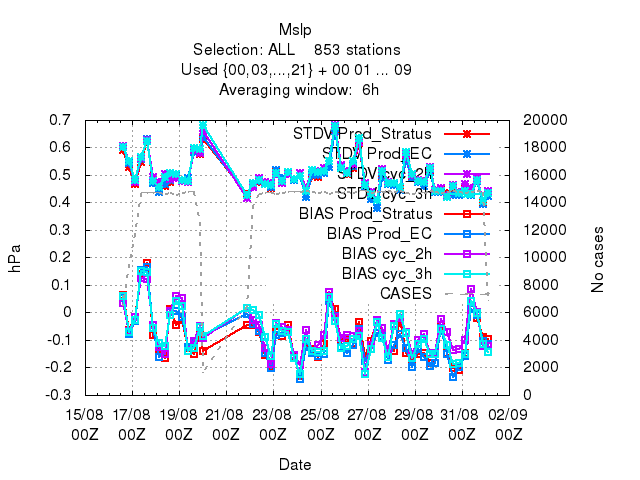 Mslp
Selection: ALL    853 stations
Used {00,03,...,21} + 00 01 ... 09
Averaging window:  6h
0.7
0.6
0.5
0.4
0.3
0.2
0.1
0
-0.1
-0.2
-0.3
hPa
20000
18000
16000
14000
12000
10000
8000
6000
4000
2000
0
No cases
STDV Prod_Stratus
STDV Prod_EC
STDV cyc_2h
STDV cyc_3h
BIAS Prod_Stratus
BIAS Prod_EC
BIAS cyc_2h
BIAS cyc_3h
CASES
15/08 17/08 19/08 21/08 23/08 25/08 27/08 29/08 31/08 02/09
00Z 00Z 00Z 00Z 00Z 00Z 00Z 00Z 00Z 00Z
Date